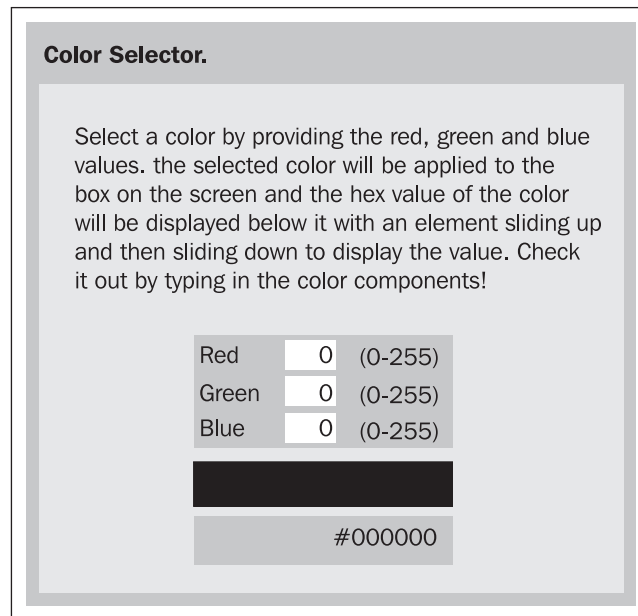 Color Selector.
Select a color by providing the red, green and blue
values. the selected color will be applied to the
box on the screen and the hex value of the color
will be displayed below it with an element sliding up
and then sliding down to display the value. Check
it out by typing in the color components!
Red 0 (0-255)
Green 0 (0-255)
Blue 0 (0-255)
#000000